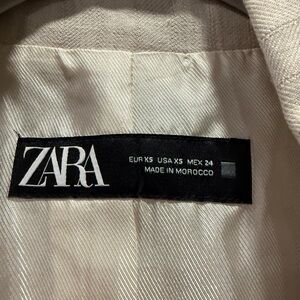 ZARA
EUR XS USA XS MEX 24
MADE IN MOROCCO